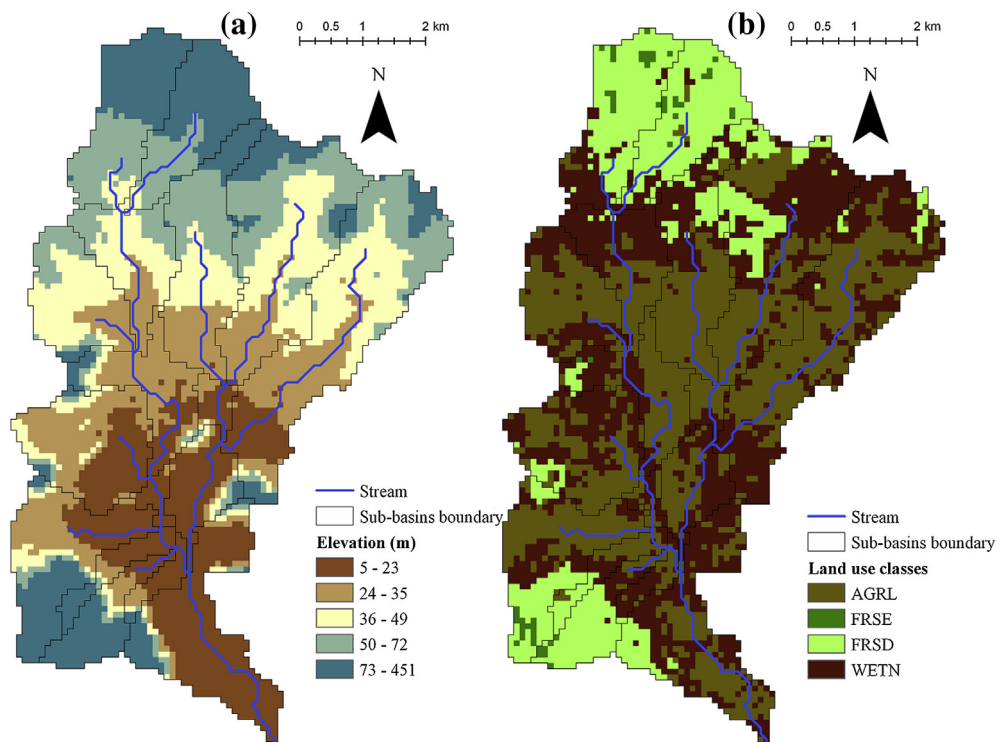 (a)
0 0.5 1 2 km
N
Stream
Sub-basins boundary
Elevation (m)
5 - 23
24 - 35
36 - 49
50 - 72
73 - 451
(b)
0 0.5 1 2 km
N
Stream
Sub-basins boundary
Land use classes
AGRL
FRSE
FRSD
WETN